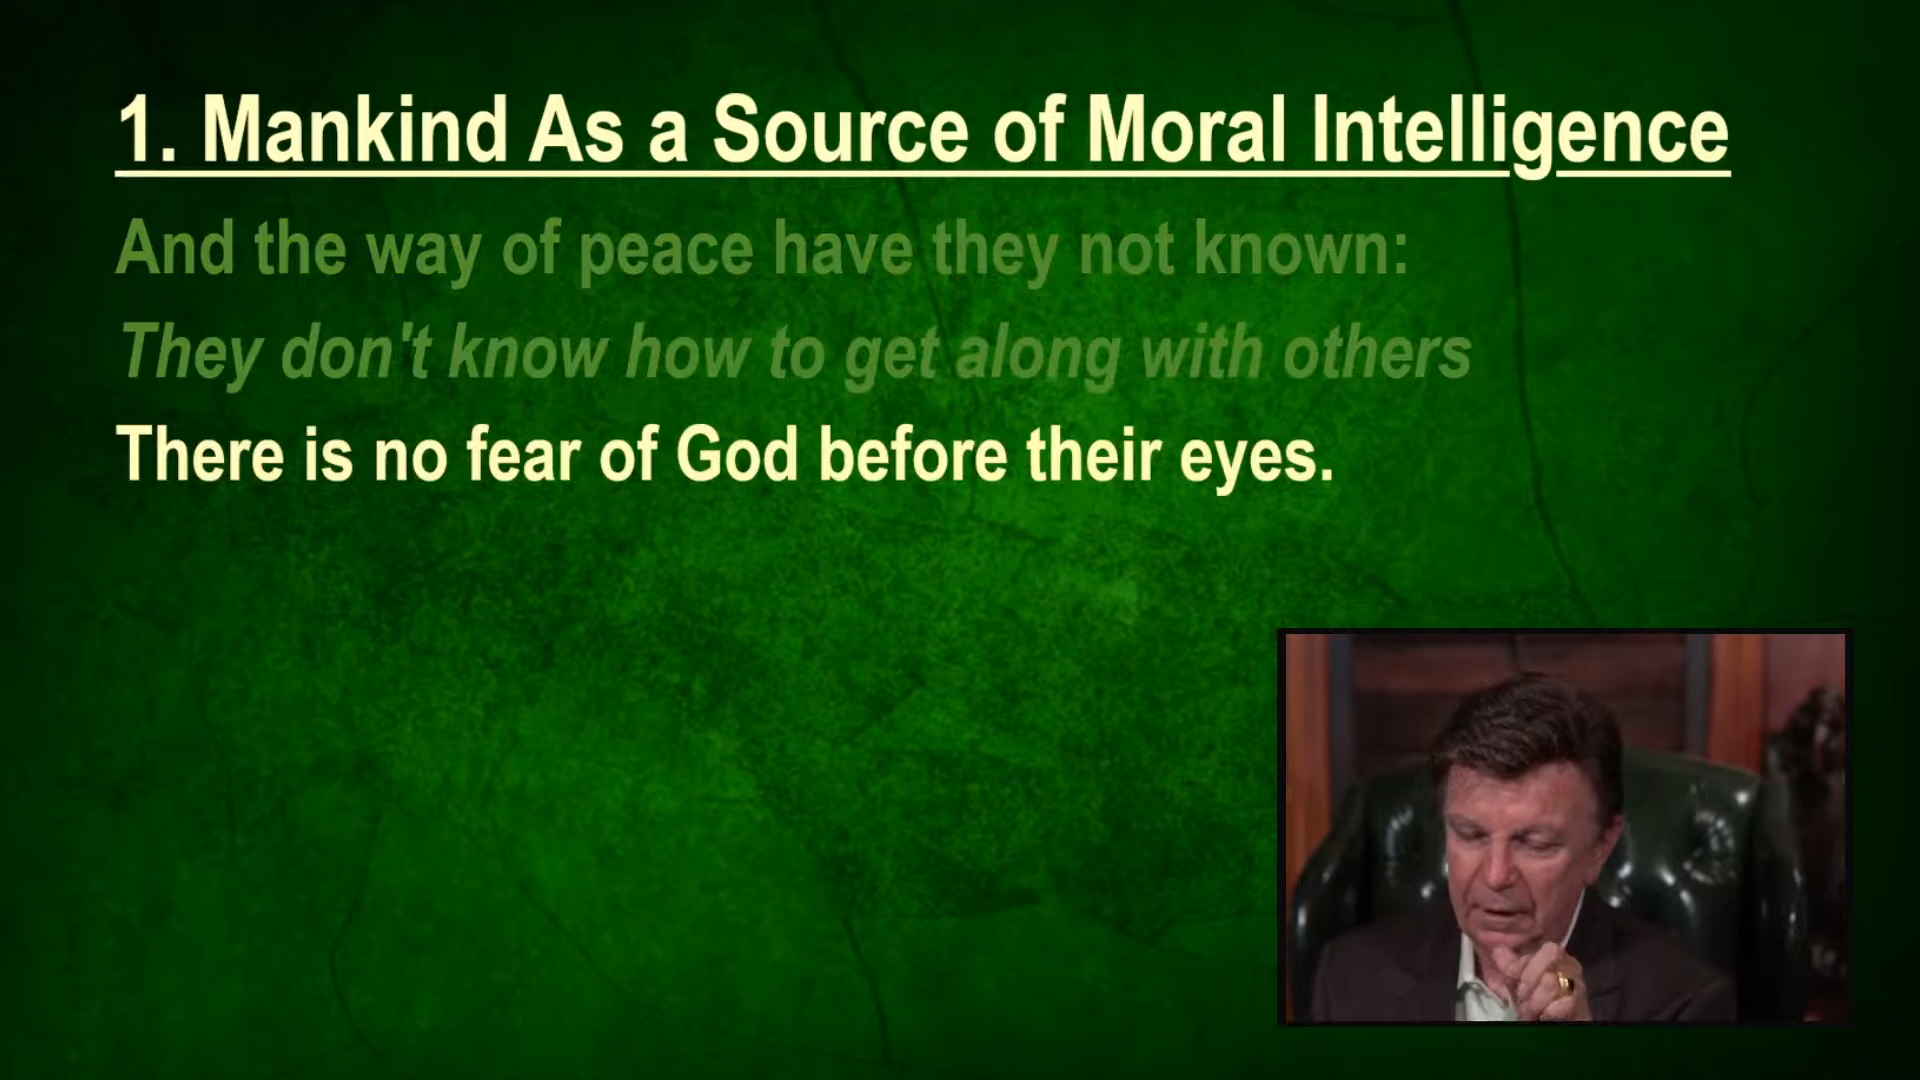 1. Mankind As a Source of Moral Intelligence
And the way of peace have they not known:
They don't know how to get along with others
There is no fear of God before their eyes.